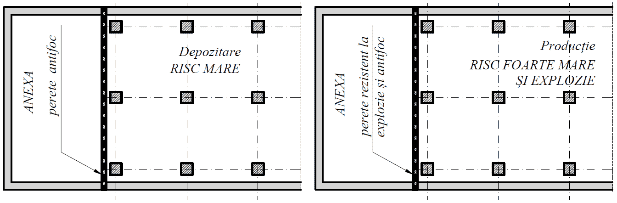 ANEXA
perete antifoc
Depozitare
RISC MARE
ANEXA
perete rezistent la
explozie și antifoc
Producție
RISC FOARTE MARE
ȘI EXPLOZIE